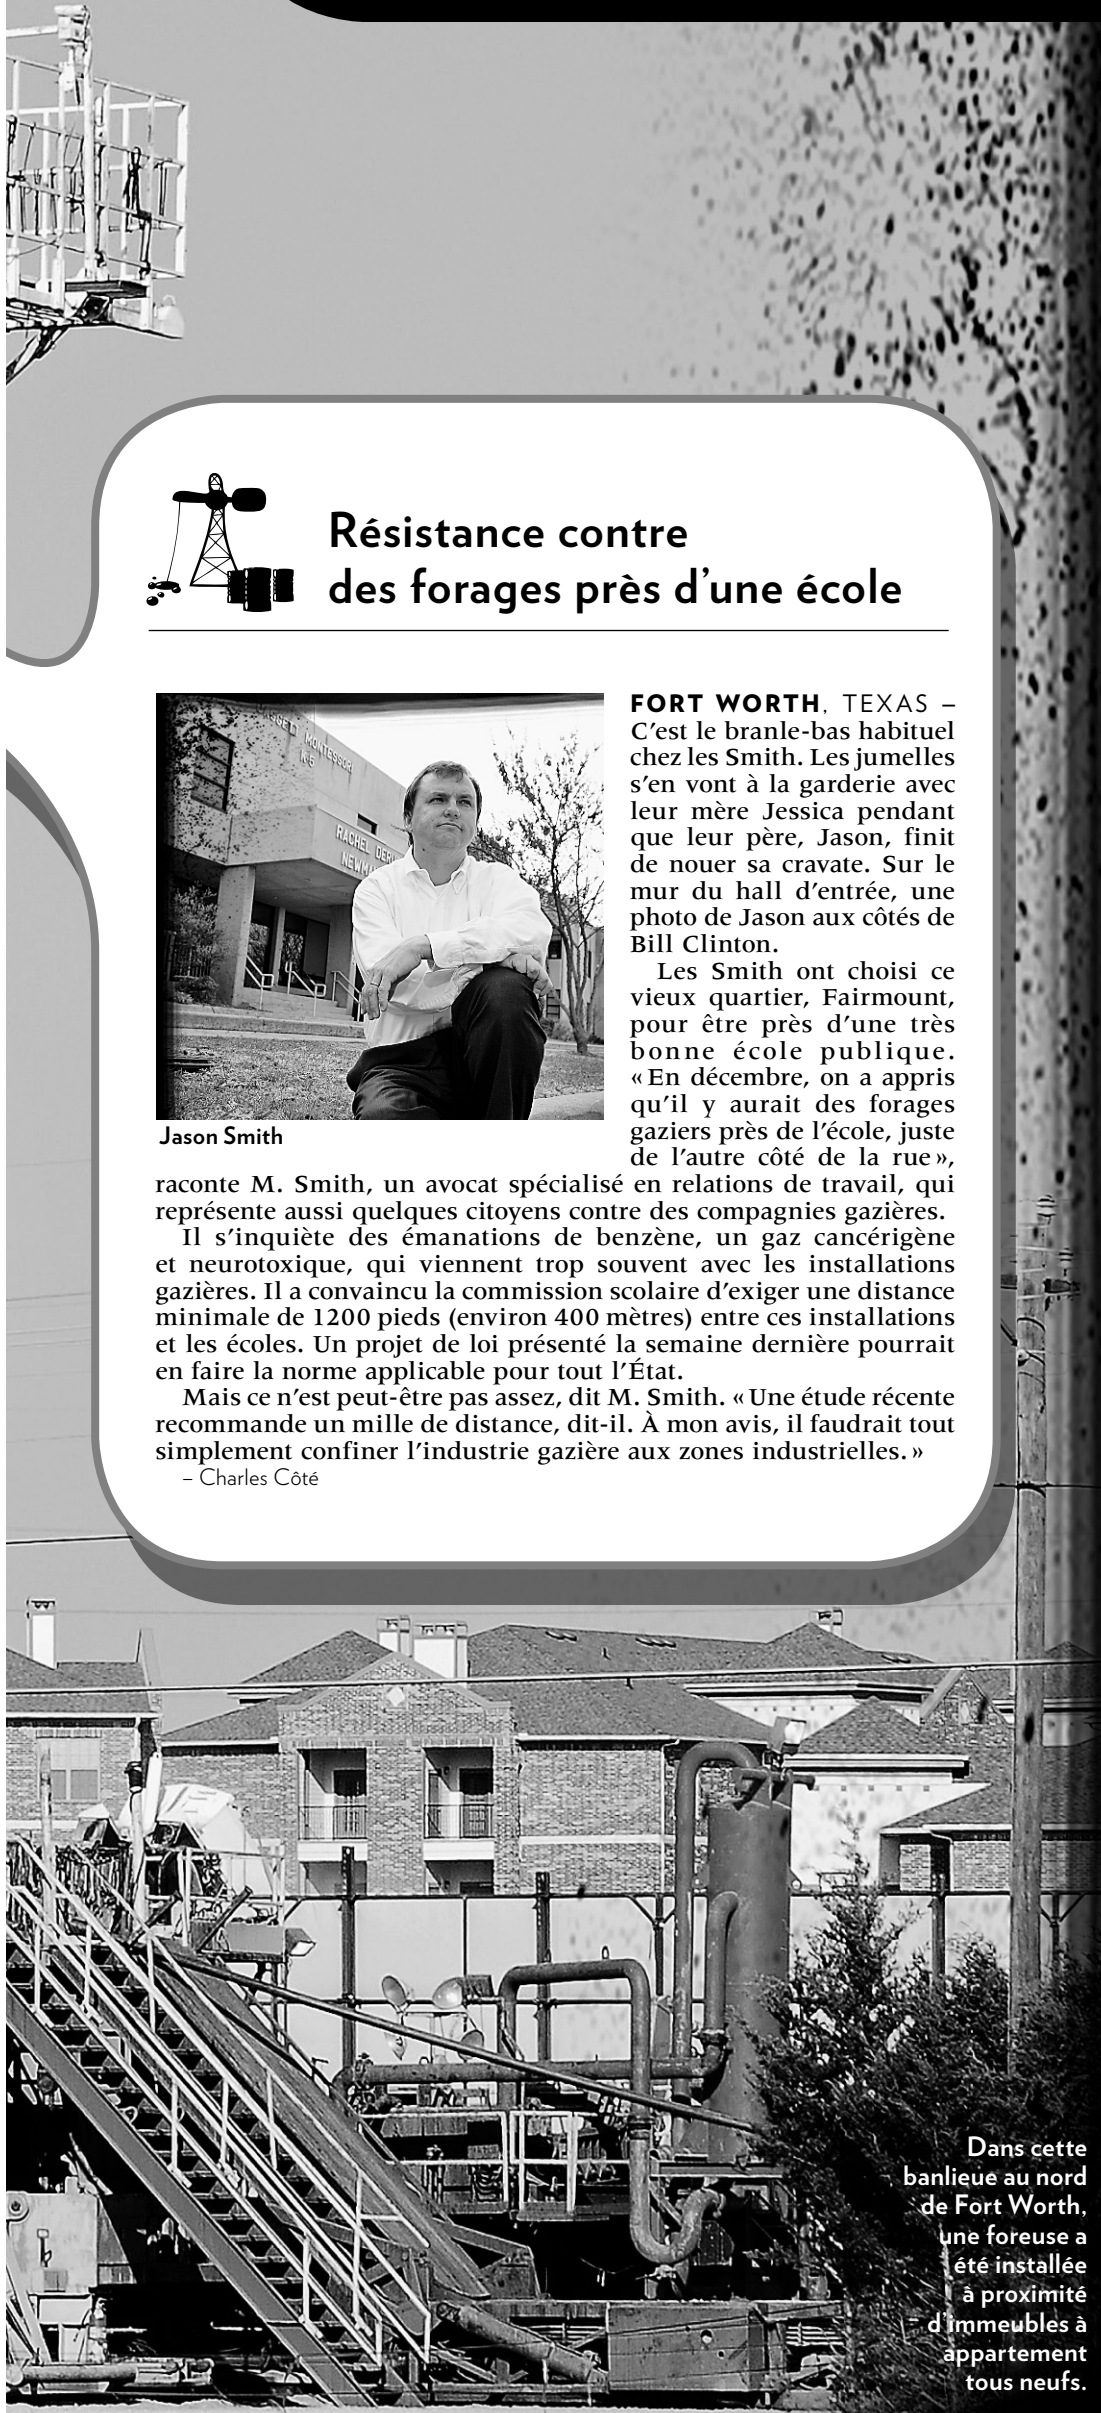 Résistance contre
des forages près d’une école
DAGGETT MONTESSORI
K-8
RACHEL
NEWMAN
Jason Smith
FORT WORTH, TEXAS –
C’est le branle-bas habituel
chez les Smith. Les jumelles
s’en vont à la garderie avec
leur mère Jessica pendant
que leur père, Jason, finit
de nouer sa cravate. Sur le
mur du hall d’entrée, une
photo de Jason aux côtés de
Bill Clinton.
Les Smith ont choisi ce
vieux quartier, Fairmount,
pour être près d’une très
bonne école publique.
« En décembre, on a appris
qu’il y aurait des forages
gaziers près de l’école, juste
de l’autre côté de la rue »,
raconte M. Smith, un avocat spécialisé en relations de travail, qui
représente aussi quelques citoyens contre des compagnies gazières.
Il s’inquiète des émanations de benzène, un gaz cancérigène
et neurotoxique, qui viennent trop souvent avec les installations
gazières. Il a convaincu la commission scolaire d’exiger une distance
minimale de 1200 pieds (environ 400 mètres) entre ces installations
et les écoles. Un projet de loi présenté la semaine dernière pourrait
en faire la norme applicable pour tout l’État.
Mais ce n’est peut-être pas assez, dit M. Smith. « Une étude récente
recommande un mille de distance, dit-il. À mon avis, il faudrait tout
simplement confiner l’industrie gazière aux zones industrielles. »
– Charles Côté
Dans cette
banlieue au nord
de Fort Worth,
une foreuse a
été installée
à proximité
d’immeubles à
appartement
tous neufs.